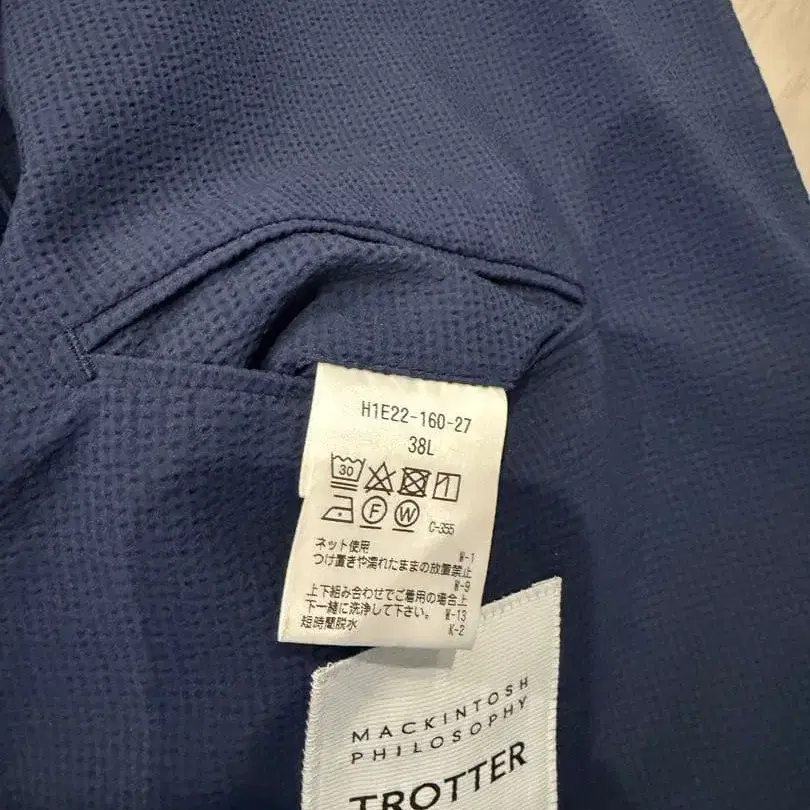 H1E22-160-27
38L
30
F W C-355
ネット使用 W-1
つけ置きや濡れたままの放置禁止
W-9
上下組み合わせでご着用の場合上
下一緒に洗浄して下さい。 W-13
短時間脱水 K-2
MACKINTOSH
PHILOSOPHY
TROTTER